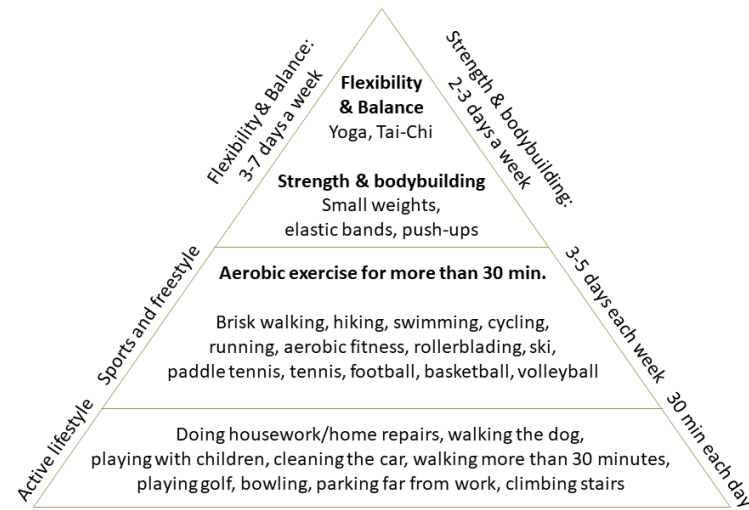 Flexibility & Balance:
3-7 days a week
Strength & bodybuilding:
2-3 days a week
Flexibility
& Balance
Yoga, Tai-Chi
Strength & bodybuilding
Small weights,
elastic bands, push-ups
Sports and freestyle
3-5 days each week
Aerobic exercise for more than 30 min.
Brisk walking, hiking, swimming, cycling,
running, aerobic fitness, rollerblading, ski,
paddle tennis, tennis, football, basketball, volleyball
Active lifestyle
30 min each day
Doing housework/home repairs, walking the dog,
playing with children, cleaning the car, walking more than 30 minutes,
playing golf, bowling, parking far from work, climbing stairs